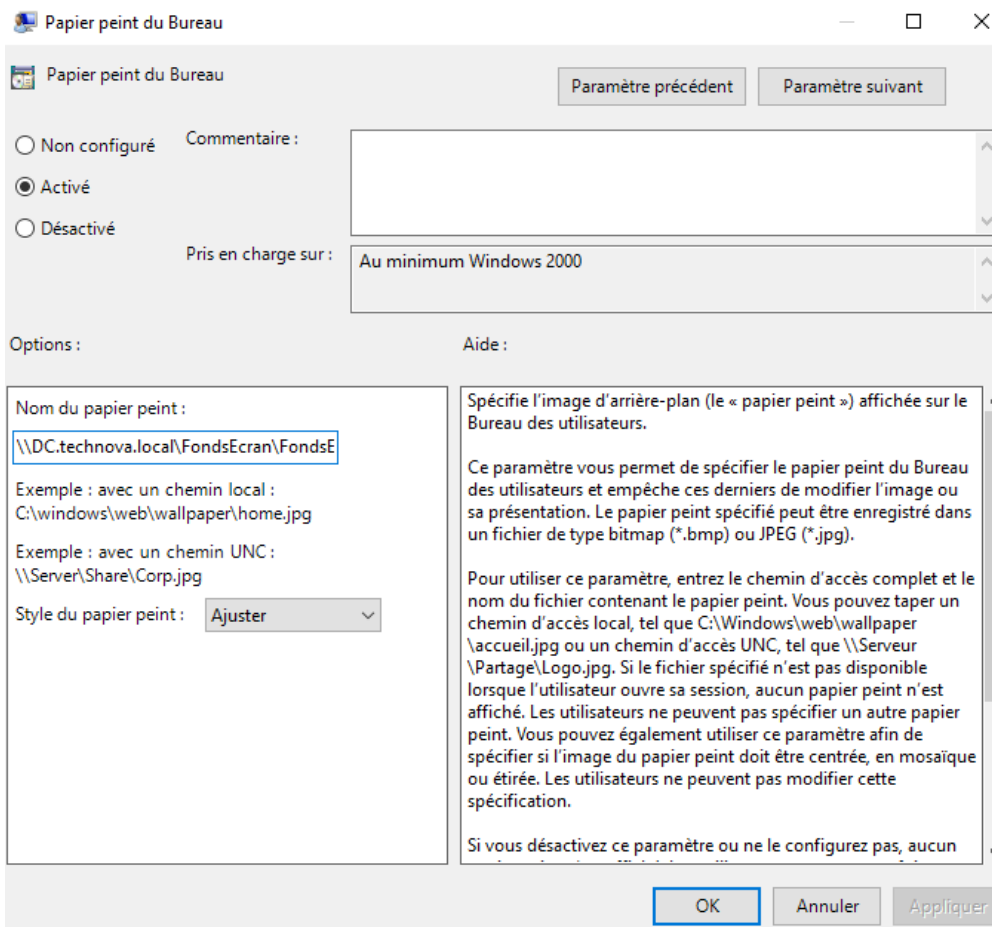 Papier peint du Bureau
Papier peint du Bureau
Paramètre précédent
Paramètre suivant
Non configuré
Commentaire :
Activé
Désactivé
Pris en charge sur :
Au minimum Windows 2000
Options :
Aide :
Nom du papier peint :
\\DC.technova.local\FondsEcran\FondsE
Exemple : avec un chemin local :
C:\windows\web\wallpaper\home.jpg
Exemple : avec un chemin UNC :
\\Server\Share\Corp.jpg
Style du papier peint :
Ajuster
Spécifie l'image d'arrière-plan (le « papier peint ») affichée sur le
Bureau des utilisateurs.
Ce paramètre vous permet de spécifier le papier peint du Bureau
des utilisateurs et empêche ces derniers de modifier l'image ou
sa présentation. Le papier peint spécifié peut être enregistré dans
un fichier de type bitmap (*.bmp) ou JPEG (*.jpg).
Pour utiliser ce paramètre, entrez le chemin d'accès complet et le
nom du fichier contenant le papier peint. Vous pouvez taper un
chemin d'accès local, tel que C:\Windows\web\wallpaper
\accueil.jpg ou un chemin d'accès UNC, tel que \\Serveur
\Partage\Logo.jpg. Si le fichier spécifié n'est pas disponible
lorsque l'utilisateur ouvre sa session, aucun papier peint n'est
affiché. Les utilisateurs ne peuvent pas spécifier un autre papier
peint. Vous pouvez également utiliser ce paramètre afin de
spécifier si l'image du papier peint doit être centrée, en mosaïque
ou étirée. Les utilisateurs ne peuvent pas modifier cette
spécification.
Si vous désactivez ce paramètre ou ne le configurez pas, aucun
OK
Annuler
Appliquer